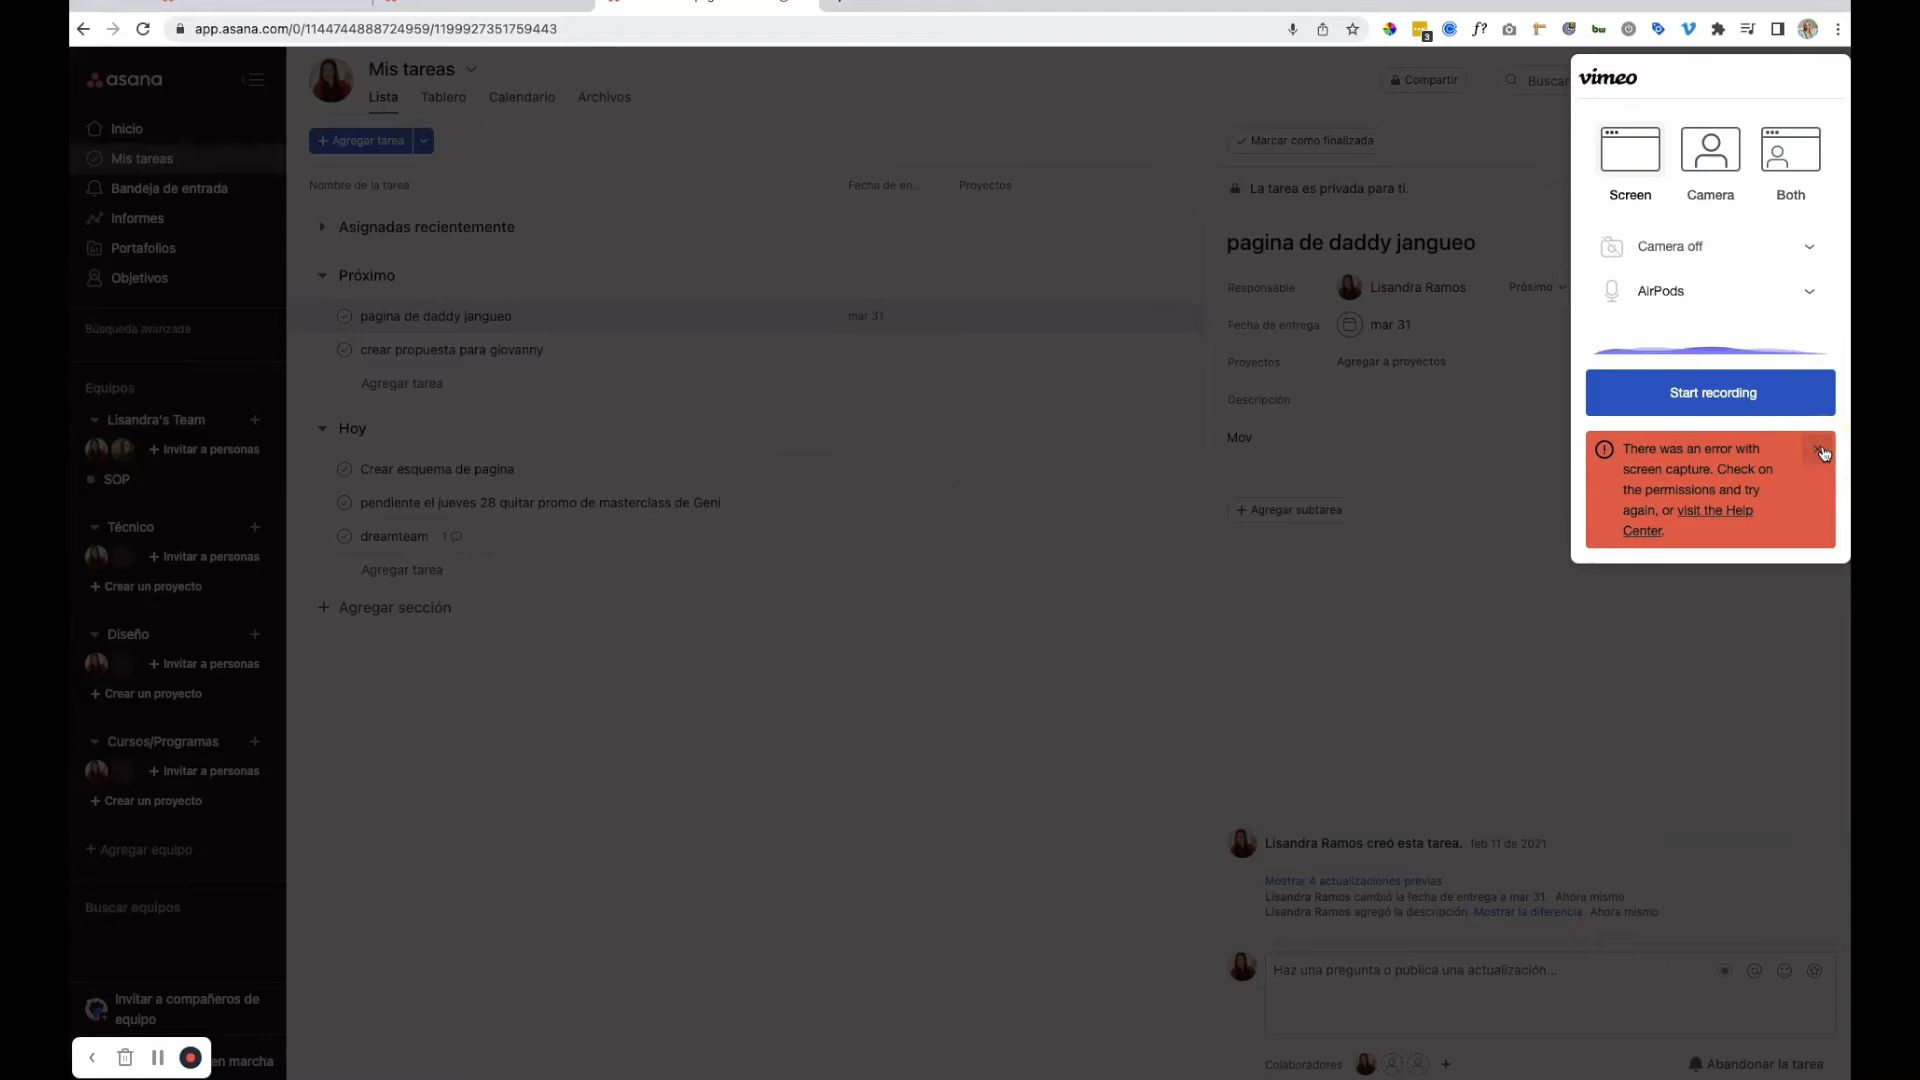 app.asana.com/0/1144744888724959/1199927351759443
asana
Inicio
Mis tareas
Bandeja de entrada
Informes
Portafolios
Objetivos
Búsqueda avanzada
Equipos
Lisandra's Team
Invitar a personas
SOP
Técnico
Invitar a personas
Crear un proyecto
Diseño
Invitar a personas
Crear un proyecto
Cursos/Programas
Invitar a personas
Crear un proyecto
Agregar equipo
Buscar equipos
Invitar a compañeros de
equipo
en marcha
Mis tareas
Lista Tablero Calendario Archivos
Compartir
Buscar
Agregar tarea
Nombre de la tarea Fecha de en... Proyectos
Asignadas recientemente
Próximo
pagina de daddy jangueo mar 31
crear propuesta para giovanny
Agregar tarea
Hoy
Crear esquema de pagina
pendiente el jueves 28 quitar promo de masterclass de Geni
dreamteam 1
Agregar tarea
Agregar sección
Marcar como finalizada
La tarea es privada para ti.
pagina de daddy jangueo
Responsable Lisandra Ramos Próximo
Fecha de entrega mar 31
Proyectos Agregar a proyectos
Descripción
Mov
Agregar subtarea
Lisandra Ramos creó esta tarea. feb 11 de 2021
Mostrar 4 actualizaciones previas
Lisandra Ramos cambió la fecha de entrega a mar 31. Ahora mismo
Lisandra Ramos agregó la descripción. Mostrar la diferencia Ahora mismo
Haz una pregunta o publica una actualización...
Colaboradores
Abandonar la tarea
vimeo
Screen Camera Both
Camera off
AirPods
Start recording
There was an error with
screen capture. Check on
the permissions and try
again, or visit the Help
Center.